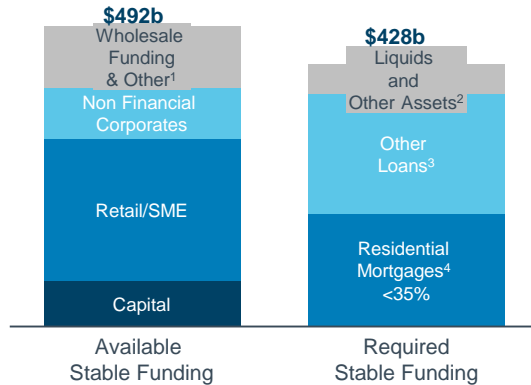 $492b
Wholesale
Funding
& Other¹
Non Financial
Corporates
Retail/SME
Capital
Available
Stable Funding
$428b
Liquids
and
Other Assets²
Other
Loans³
Residential
Mortgages⁴
<35%
Required
Stable Funding